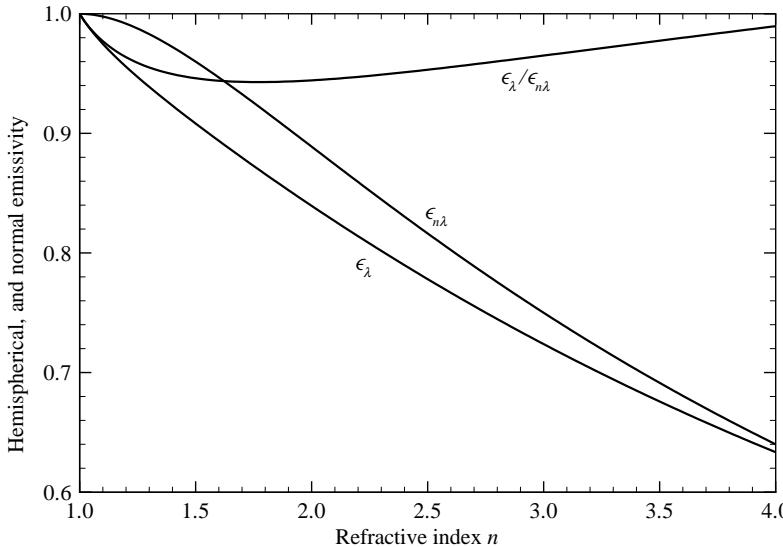 Hemispherical, and normal emissivity
1.0
0.9
0.8
0.7
0.6
ϵλ/ϵnλ
ϵnλ
ϵλ
1.0 1.5 2.0 2.5 3.0 3.5 4.0
Refractive index n